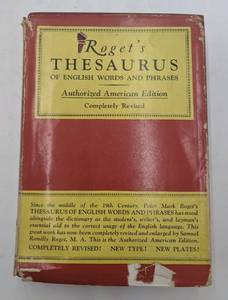 Roget's
THESAURUS
OF ENGLISH WORDS AND PHRASES
Authorized American Edition
Completely Revised
Since the middle of the 19th Century, Peter Mark Roget's
THESAURUS OF ENGLISH WORDS AND PHRASES has stood
alongside the dictionary as the student's, writer's, and layman's
essential aid to the correct usage of the English language. This
great work has now been completely revised and enlarged by Samuel
Romilly Roget, M. A. This is the Authorized American Edition,
COMPLETELY REVISED! NEW TYPE! NEW PLATES!